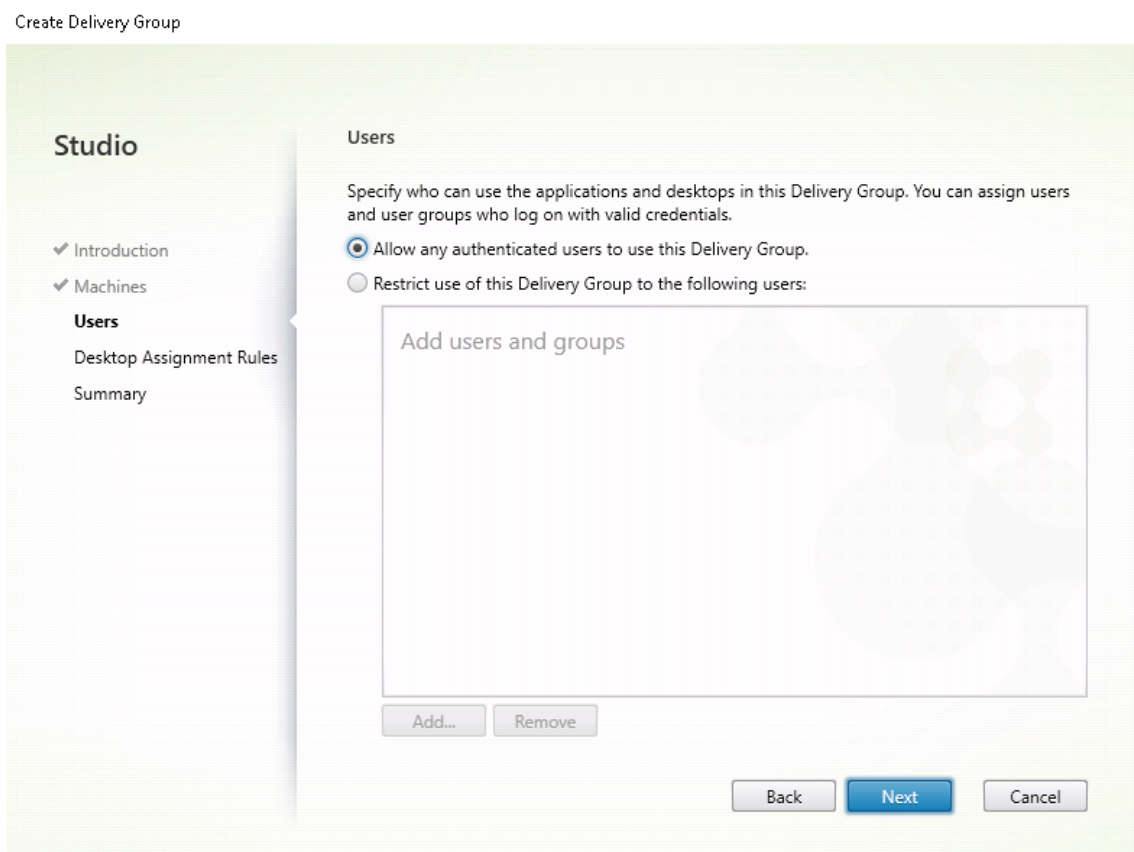 Create Delivery Group
Studio
Introduction
Machines
Users
Desktop Assignment Rules
Summary
Users
Specify who can use the applications and desktops in this Delivery Group. You can assign users
and user groups who log on with valid credentials.
Allow any authenticated users to use this Delivery Group.
Restrict use of this Delivery Group to the following users:
Add users and groups
Add... Remove
Back Next Cancel